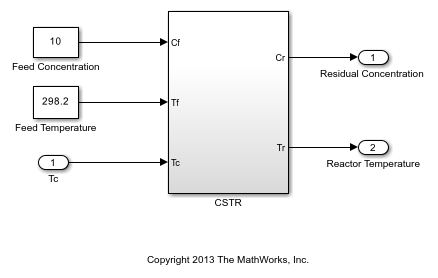 10
Cf
Feed Concentration
Cr
1
Residual Concentration
298.2
Tf
Feed Temperature
Tr
2
Reactor Temperature
1
Tc
Tc
CSTR
Copyright 2013 The MathWorks, Inc.